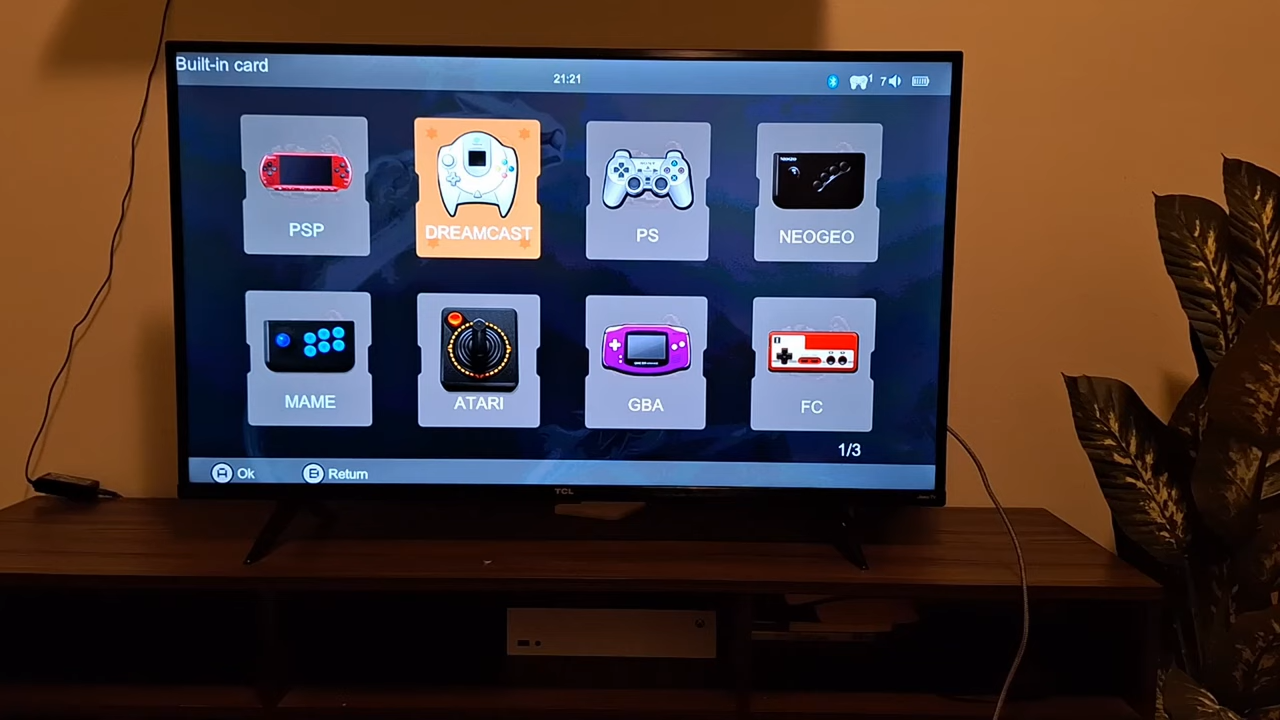 Built-in card
21:21
1
7
PSP
DREAMCAST
PS
NEOGEO
MAME
ATARI
GBA
FC
1/3
A Ok
B Return
TCL